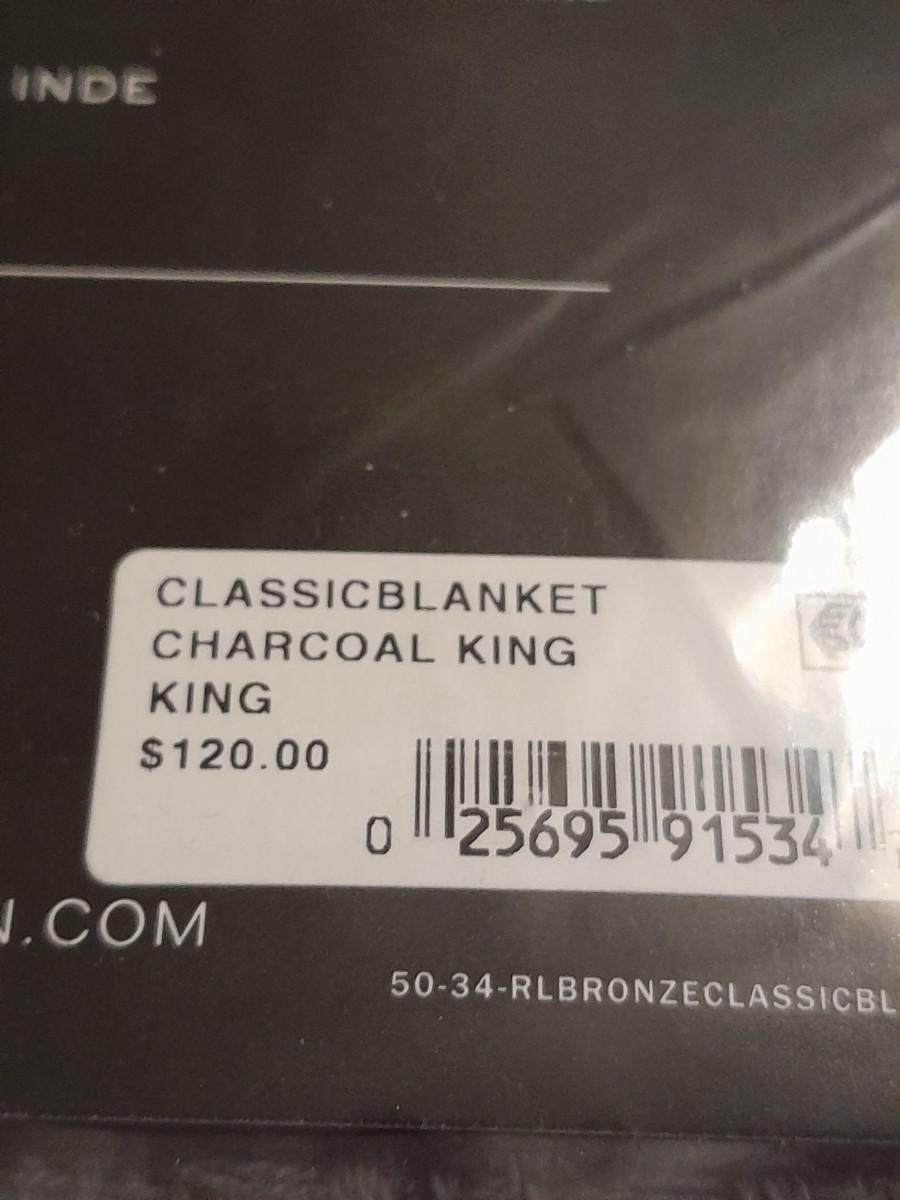 INDE
CLASSICBLANKET
CHARCOAL KING
KING
$120.00
0 25695 91534
N.COM
50-34-RLBRONZECLASSICBL